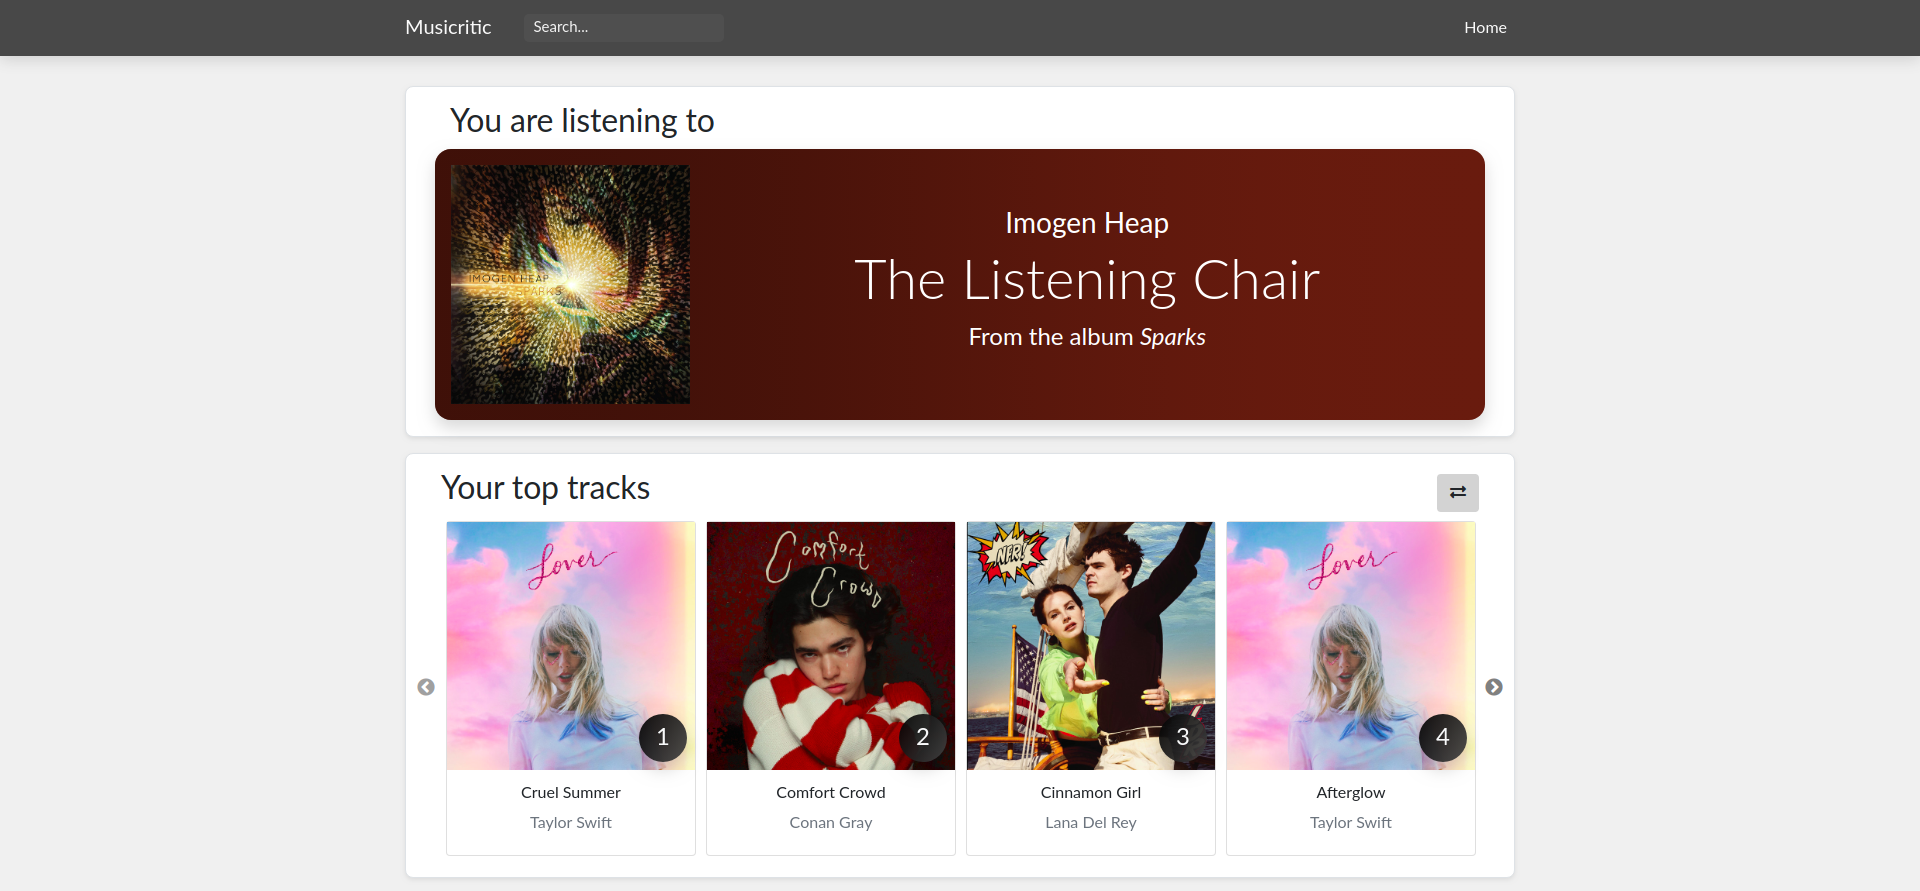 Musicritic
Search...
Home
You are listening to
IMOGEN HEAP
SPARKS
Imogen Heap
The Listening Chair
From the album Sparks
Your top tracks
Lover
1
Cruel Summer
Taylor Swift
Comfort
Crowd
2
Comfort Crowd
Conan Gray
NFR!
3
Cinnamon Girl
Lana Del Rey
Lover
4
Afterglow
Taylor Swift